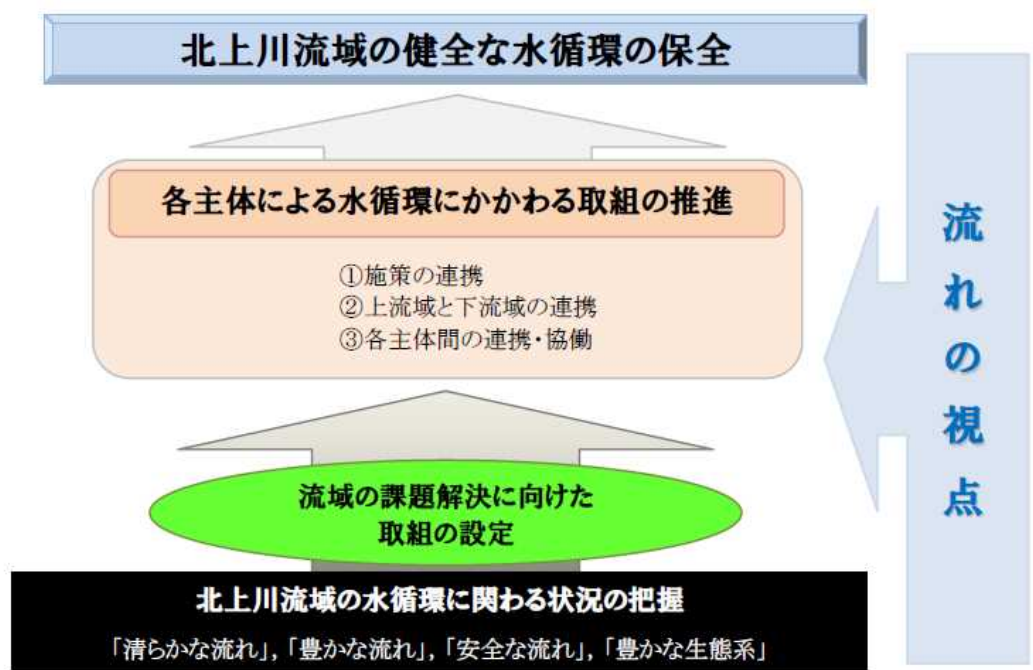 北上川流域の健全な水循環の保全
各主体による水循環にかかわる取組の推進
①施策の連携
②上流域と下流域の連携
③各主体間の連携・協働
流域の課題解決に向けた
取組の設定
北上川流域の水循環に関わる状況の把握
「清らかな流れ」，「豊かな流れ」，「安全な流れ」，「豊かな生態系」
流れの視点